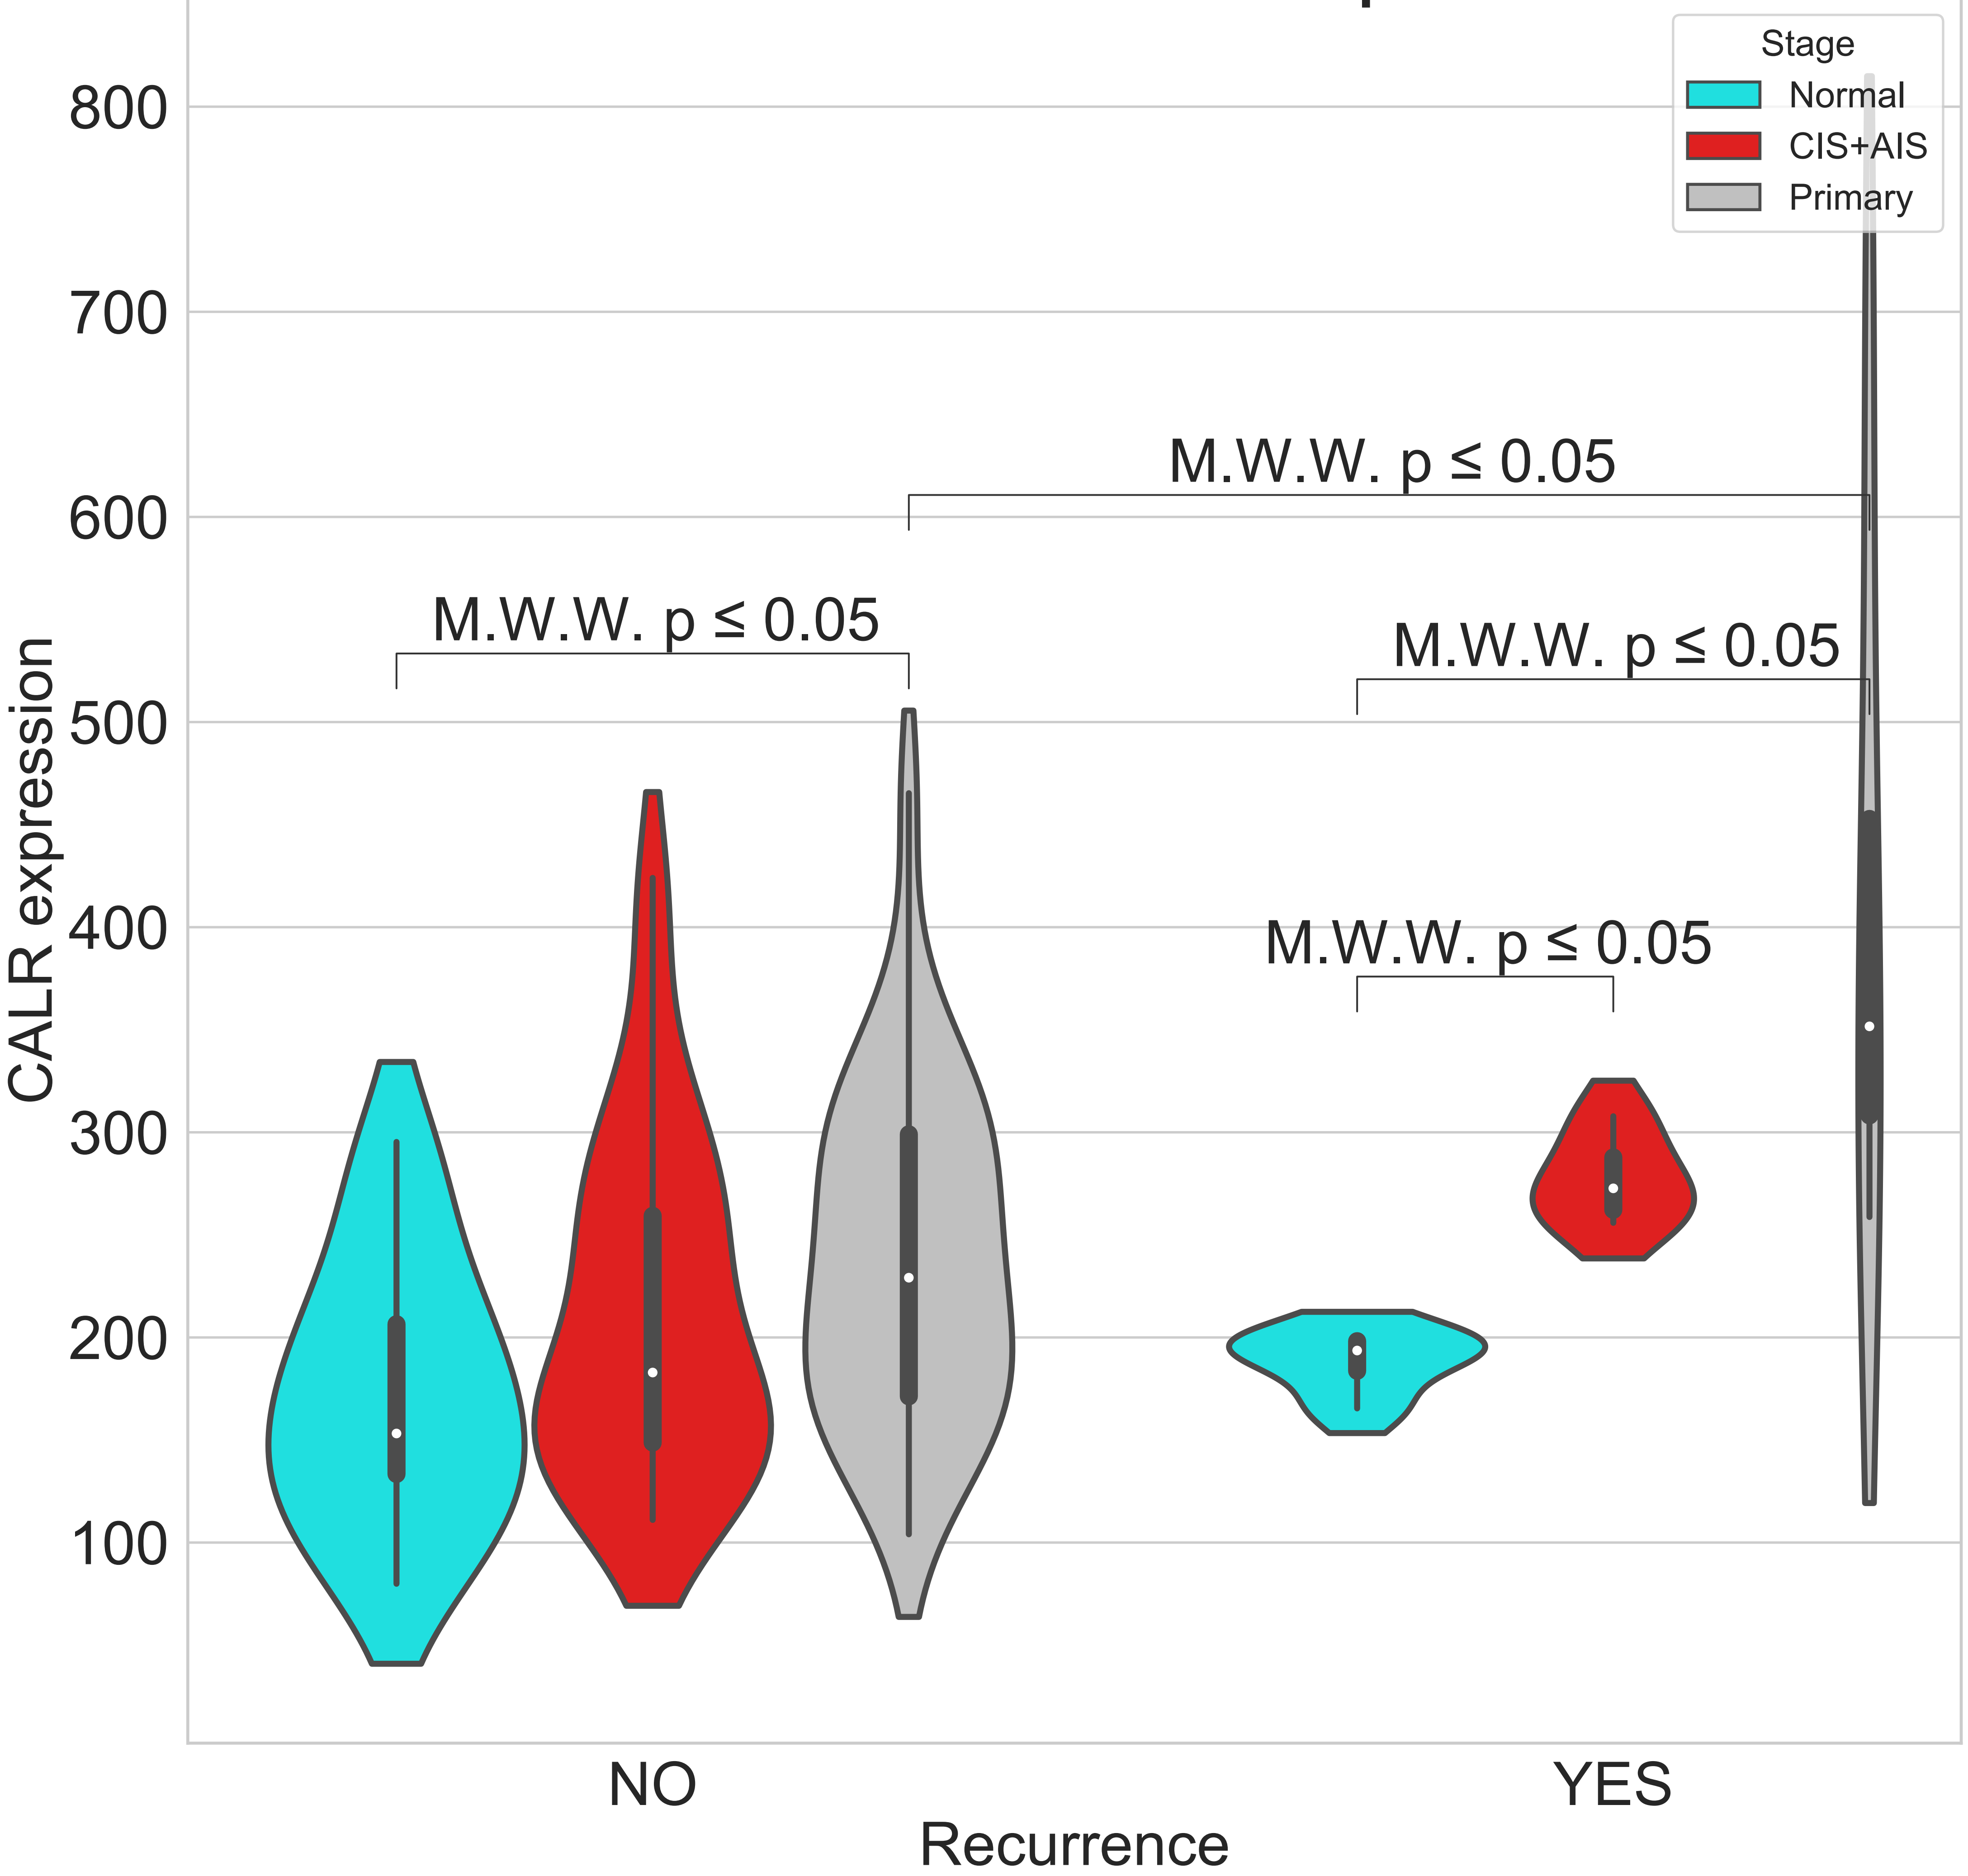 Stage
Normal
CIS+AIS
Primary
800
700
600
500
400
300
200
100
CALR expression
M.W.W. p ≤ 0.05
M.W.W. p ≤ 0.05
M.W.W. p ≤ 0.05
M.W.W. p ≤ 0.05
NO
YES
Recurrence